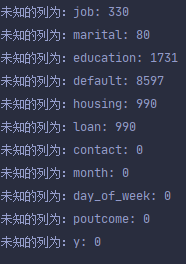 未知的列为: job: 330
未知的列为: marital: 80
未知的列为: education: 1731
未知的列为: default: 8597
未知的列为: housing: 990
未知的列为: loan: 990
未知的列为: contact: 0
未知的列为: month: 0
未知的列为: day_of_week: 0
未知的列为: poutcome: 0
未知的列为: y: 0